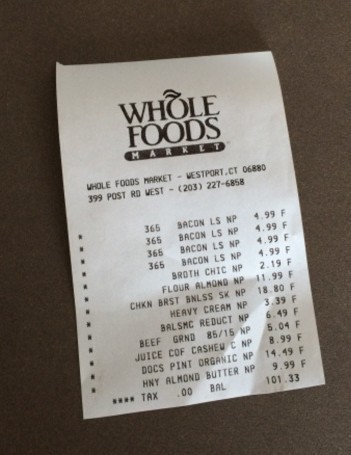 WHOLE
FOODS
MARKET
WHOLE FOODS MARKET - WESTPORT,CT 06880
399 POST RD WEST - (203) 227-6858
365 BACON LS NP 4.99 F
365 BACON LS NP 4.99 F
365 BACON LS NP 4.99 F
365 BACON LS NP 4.99 F
BROTH CHIC NP 2.19 F
FLOUR ALMOND NP 11.99 F
CHKN BRST BNLSS SK NP 18.80 F
HEAVY CREAM NP 3.39 F
BALSMC REDUCT NP 6.49 F
BEEF GRND 85/15 NP 5.04 F
JUICE COF CASHEW C NP 8.99 F
DOCS PINT ORGANIC NP 14.49 F
HNY ALMOND BUTTER NP 9.99 F
**** TAX .00 BAL 101.33